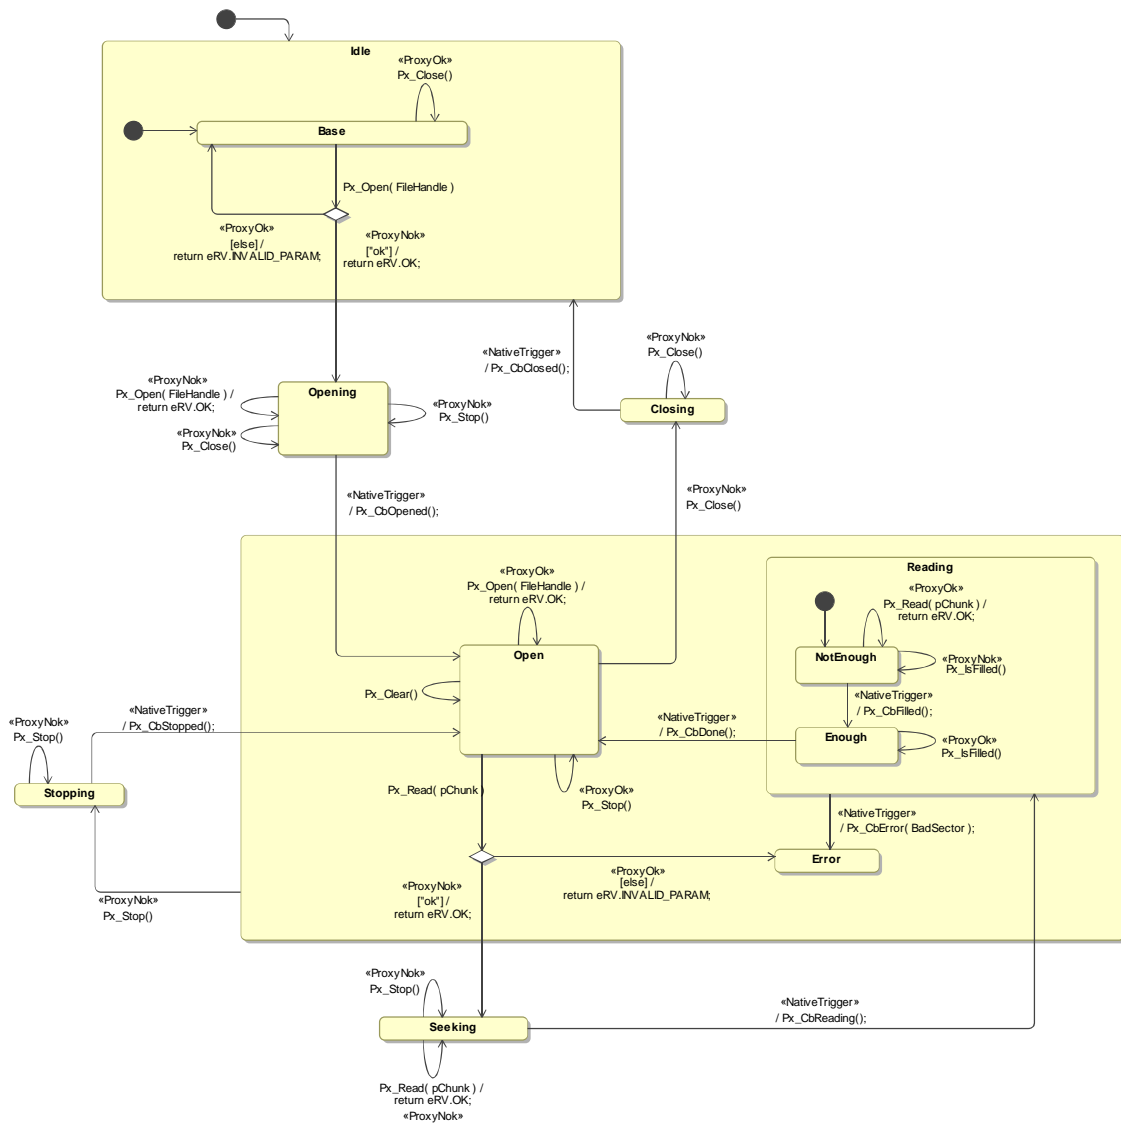 Idle
«ProxyOk»
Px_Close()
Base
Px_Open( FileHandle )
«ProxyOk»
[else] /
return eRV.INVALID_PARAM;
«ProxyNok»
["ok"] /
return eRV.OK;
«NativeTrigger»
/ Px_CbClosed();
«ProxyNok»
Px_Close()
Closing
«ProxyNok»
Px_Open( FileHandle ) /
return eRV.OK;
«ProxyNok»
Px_Close()
Opening
«ProxyNok»
Px_Stop()
«NativeTrigger»
/ Px_CbOpened();
«ProxyNok»
Px_Close()
«ProxyOk»
Px_Open( FileHandle ) /
return eRV.OK;
Open
Px_Clear()
Reading
«ProxyOk»
Px_Read( pChunk ) /
return eRV.OK;
NotEnough
«ProxyNok»
Px_IsFilled()
«NativeTrigger»
/ Px_CbFilled();
Enough
«ProxyOk»
Px_IsFilled()
«NativeTrigger»
/ Px_CbDone();
«NativeTrigger»
/ Px_CbStopped();
«ProxyNok»
Px_Stop()
Stopping
Px_Read( pChunk )
«ProxyOk»
Px_Stop()
«NativeTrigger»
/ Px_CbError( BadSector );
Error
«ProxyOk»
[else] /
return eRV.INVALID_PARAM;
«ProxyNok»
["ok"] /
return eRV.OK;
«ProxyNok»
Px_Stop()
«ProxyNok»
Px_Stop()
Seeking
«NativeTrigger»
/ Px_CbReading();
Px_Read( pChunk ) /
return eRV.OK;
«ProxyNok»